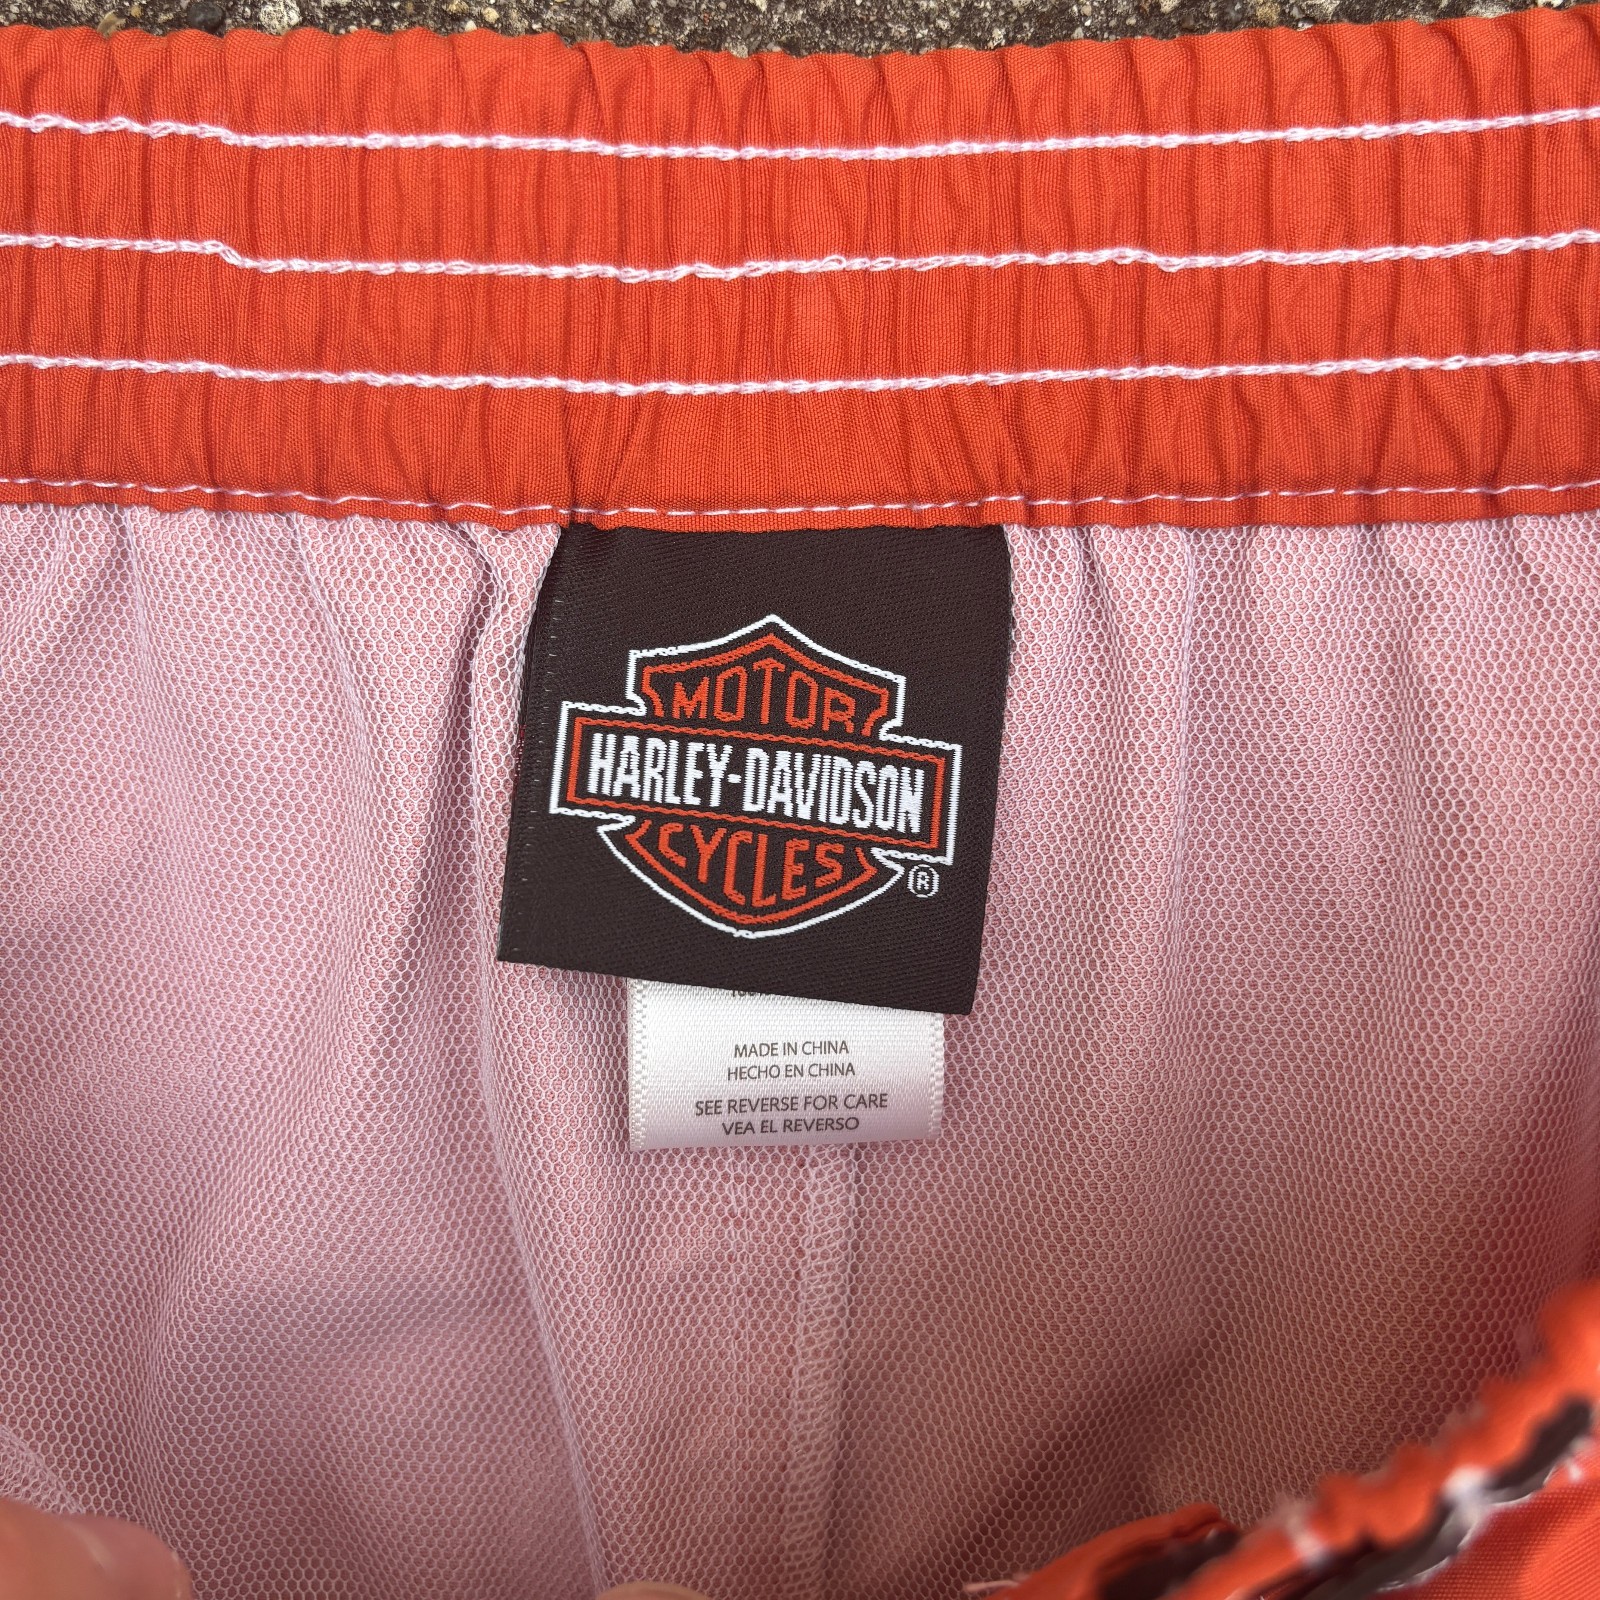 MOTOR
HARLEY-DAVIDSON
CYCLES
®
MADE IN CHINA
HECHO EN CHINA
SEE REVERSE FOR CARE
VEA EL REVERSO